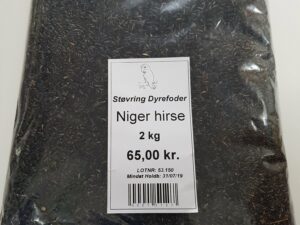 Støvring Dyrefoder
Niger hirse
2 kg
65,00 kr.
LOTNR: 53.150
Mindst Holdb: 31/07/19